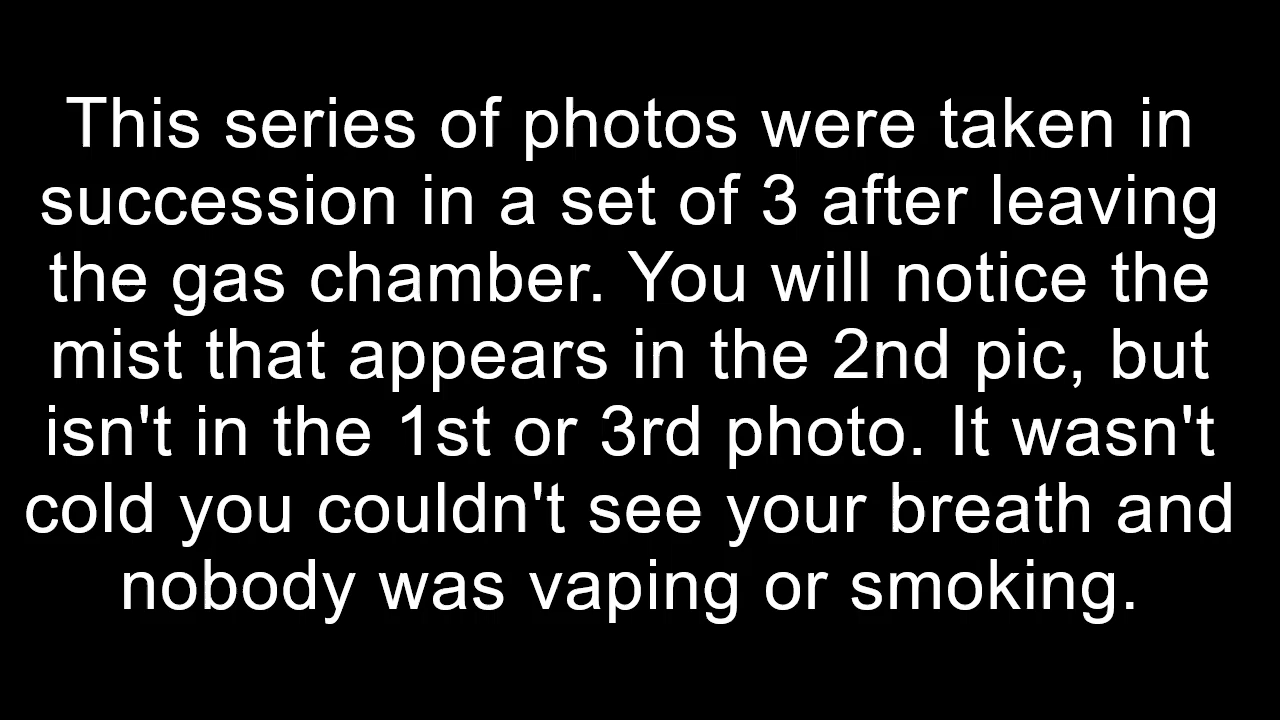 This series of photos were taken in
succession in a set of 3 after leaving
the gas chamber. You will notice the
mist that appears in the 2nd pic, but
isn't in the 1st or 3rd photo. It wasn't
cold you couldn't see your breath and
nobody was vaping or smoking.